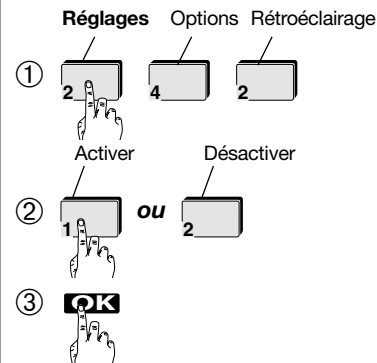 Réglages Options Rétroéclairage
① 2 4 2
Activer Désactiver
② 1 ou 2
③ OK